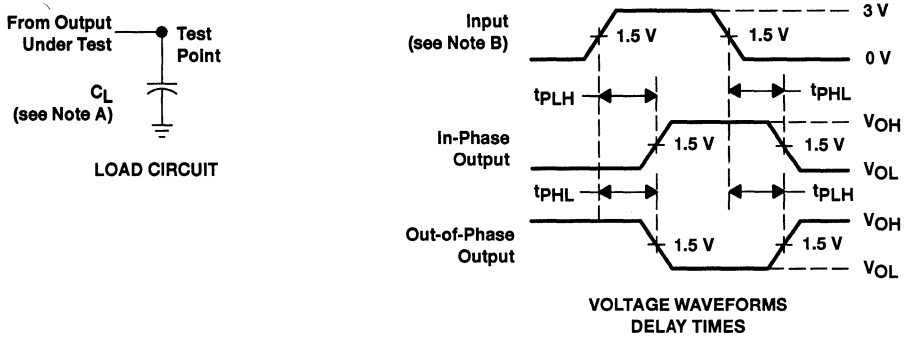 From Output
Under Test
Test
Point
CL
(see Note A)
LOAD CIRCUIT
Input
(see Note B)
1.5 V
1.5 V
3 V
0 V
tPLH
tPHL
In-Phase
Output
1.5 V
1.5 V
VOH
VOL
tPHL
tPLH
Out-of-Phase
Output
1.5 V
1.5 V
VOH
VOL
VOLTAGE WAVEFORMS
DELAY TIMES